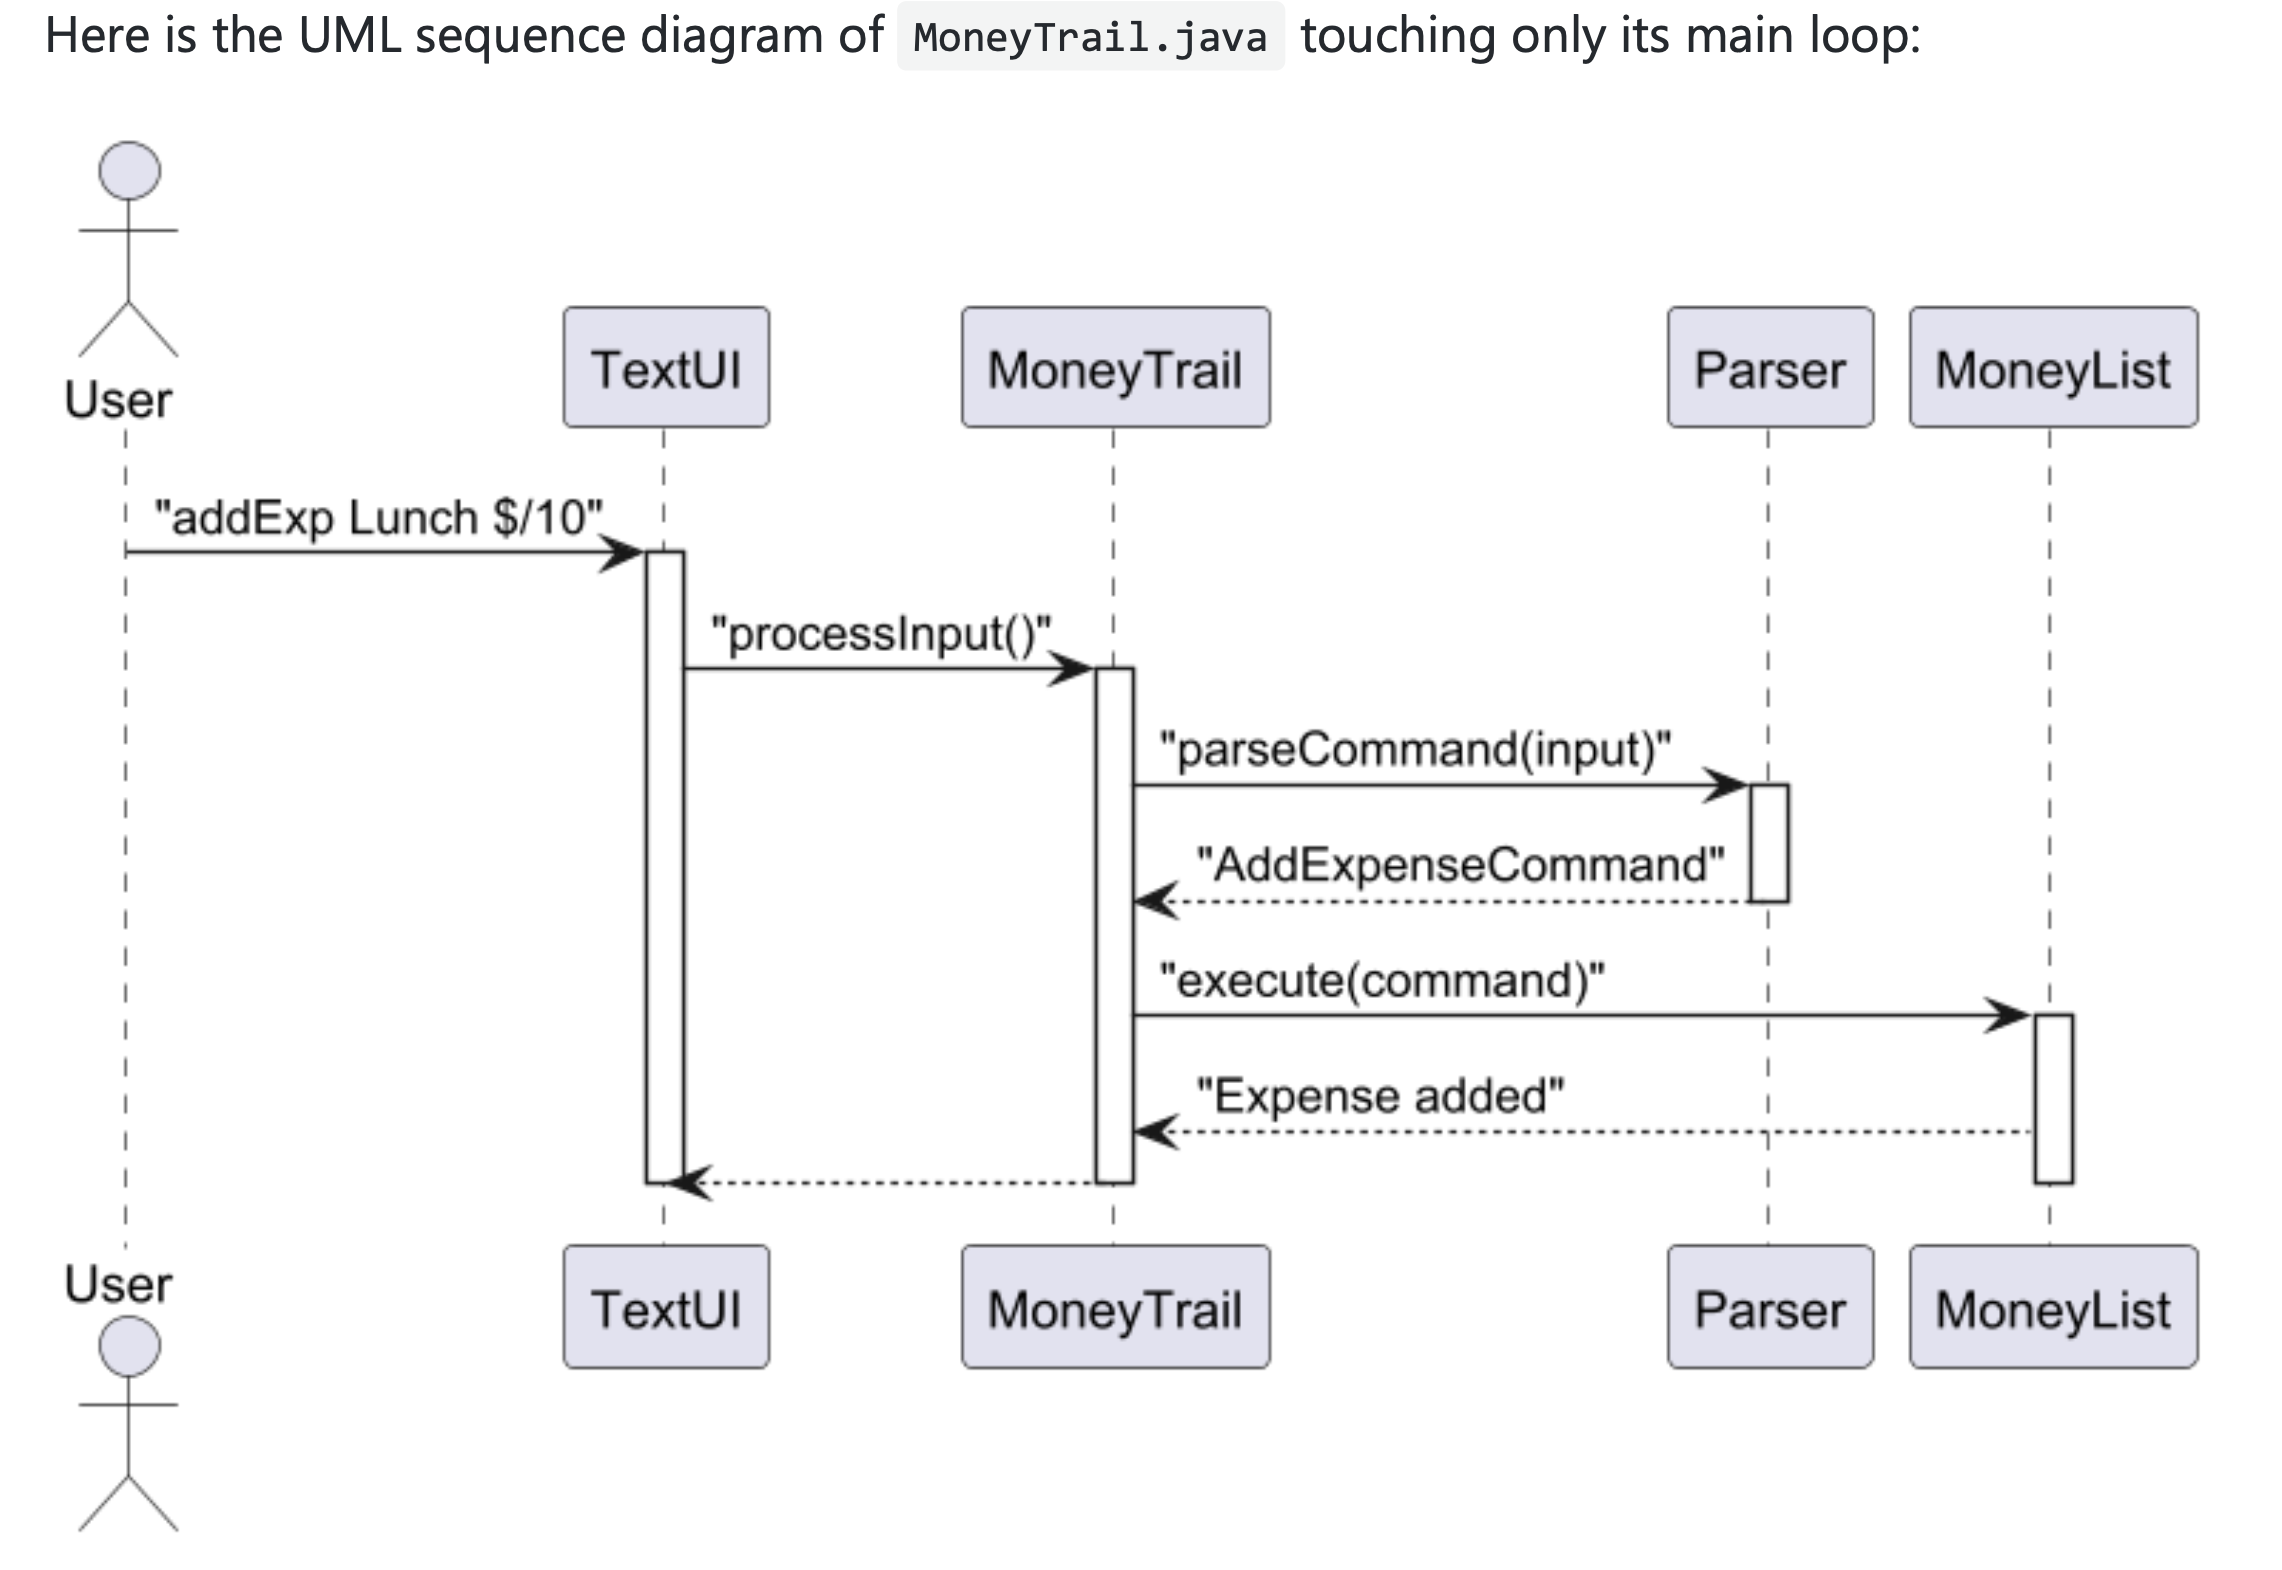 Here is the UML sequence diagram of MoneyTrail.java touching only its main loop:
User
TextUI
MoneyTrail
Parser
MoneyList
"addExp Lunch $/10"
"processInput()"
"parseCommand(input)"
"AddExpenseCommand"
"execute(command)"
"Expense added"
User
TextUI
MoneyTrail
Parser
MoneyList